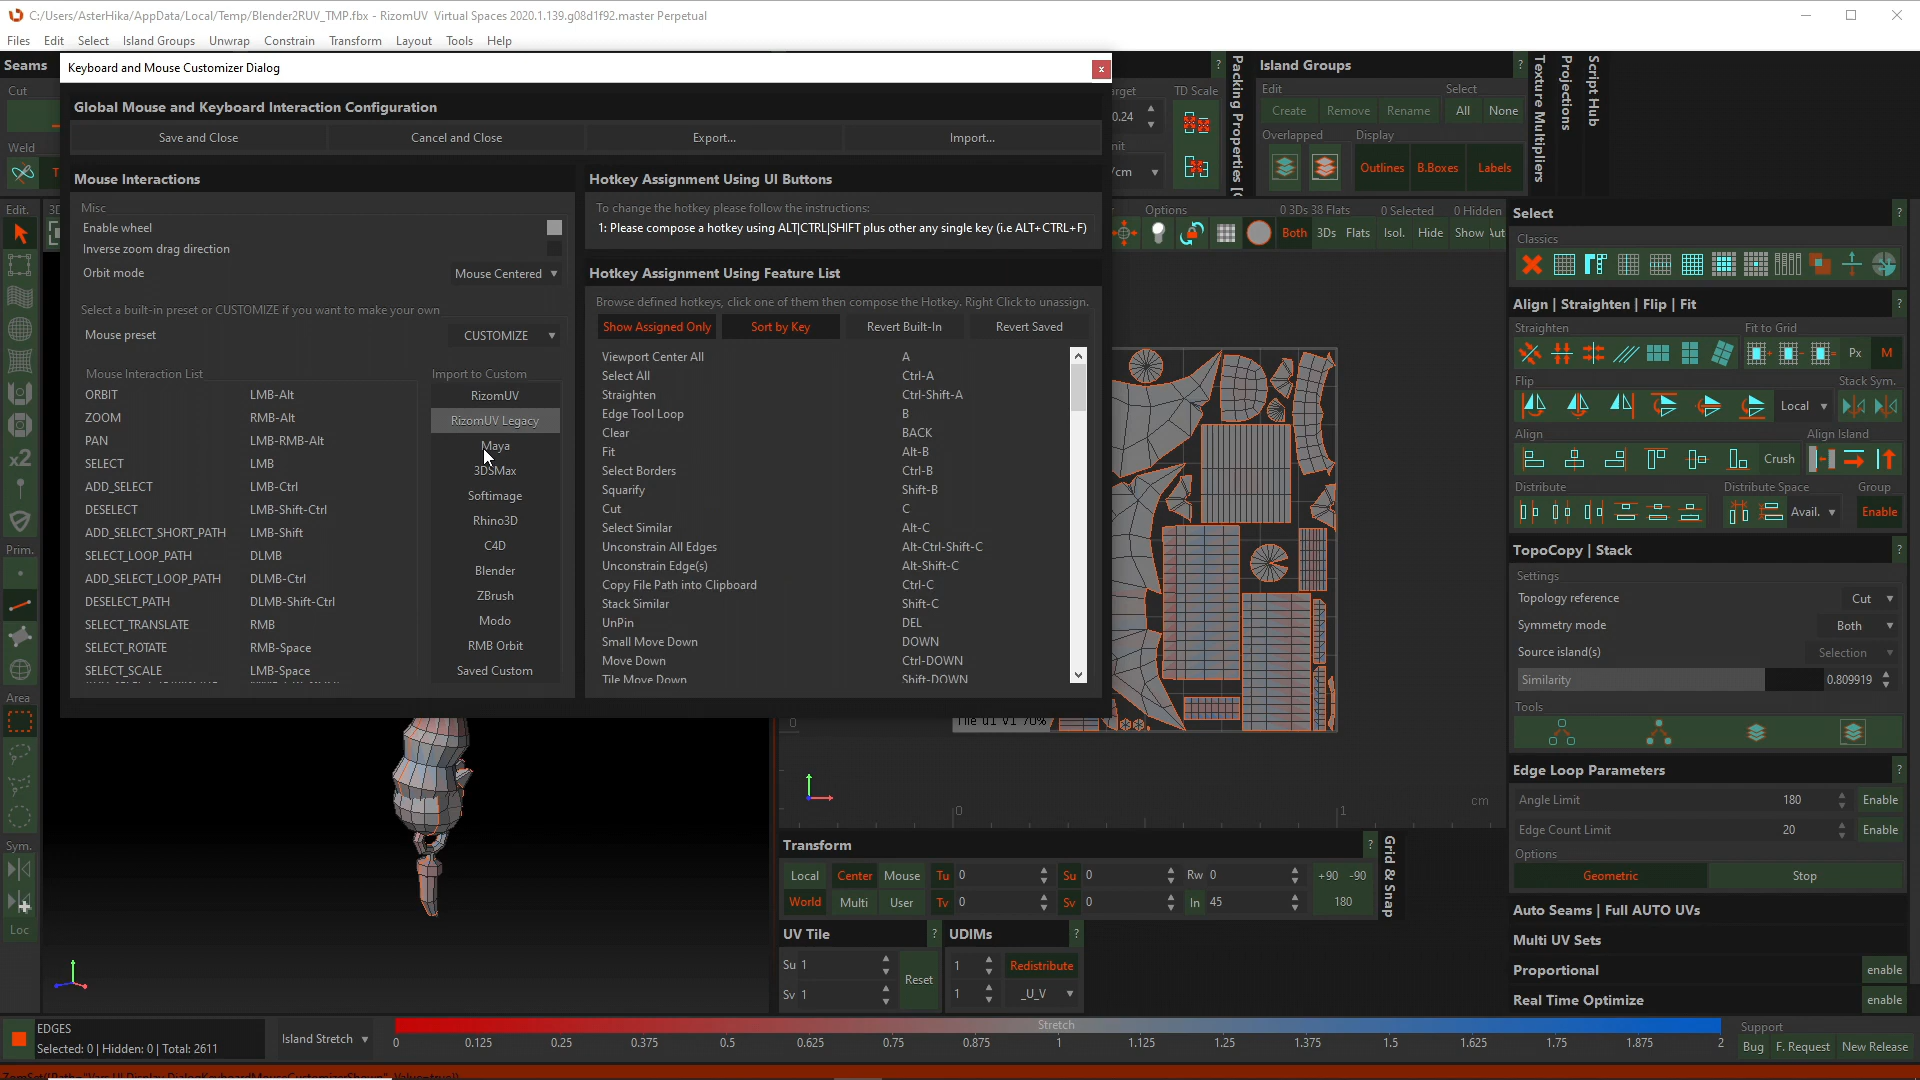 C:/Users/AsterHika/AppData/Local/Temp/Blender2RUV_TMP.fbx - RizomUV Virtual Spaces 2020.1.139.g08d1f92.master Perpetual
Files Edit Select Island Groups Unwrap Constrain Transform Layout Tools Help
Seams
Cut
Weld
Keyboard and Mouse Customizer Dialog
Global Mouse and Keyboard Interaction Configuration
Save and Close Cancel and Close Export... Import...
Mouse Interactions
Misc
Enable wheel
Inverse zoom drag direction
Orbit mode Mouse Centered
Select a built-in preset or CUSTOMIZE if you want to make your own
Mouse preset CUSTOMIZE
Mouse Interaction List
ORBIT LMB-Alt
ZOOM RMB-Alt
PAN LMB-RMB-Alt
SELECT LMB
ADD_SELECT LMB-Ctrl
DESELECT LMB-Shift-Ctrl
ADD_SELECT_SHORT_PATH LMB-Shift
SELECT_LOOP_PATH DLMB
ADD_SELECT_LOOP_PATH DLMB-Ctrl
DESELECT_PATH DLMB-Shift-Ctrl
SELECT_TRANSLATE RMB
SELECT_ROTATE RMB-Space
SELECT_SCALE LMB-Space
Import to Custom
RizomUV
RizomUV Legacy
Maya
3DSMax
Softimage
Rhino3D
C4D
Blender
ZBrush
Modo
RMB Orbit
Saved Custom
Hotkey Assignment Using UI Buttons
To change the hotkey please follow the instructions:
1: Please compose a hotkey using ALT|CTRL|SHIFT plus other any single key (i.e ALT+CTRL+F)
Hotkey Assignment Using Feature List
Browse defined hotkeys, click one of them then compose the Hotkey. Right Click to unassign.
Show Assigned Only Sort by Key Revert Built-In Revert Saved
Viewport Center All A
Select All Ctrl-A
Straighten Ctrl-Shift-A
Edge Tool Loop B
Clear BACK
Fit Alt-B
Select Borders Ctrl-B
Squarify Shift-B
Cut C
Select Similar Alt-C
Unconstrain All Edges Alt-Ctrl-Shift-C
Unconstrain Edge(s) Alt-Shift-C
Copy File Path into Clipboard Ctrl-C
Stack Similar Shift-C
UnPin DEL
Small Move Down DOWN
Move Down Ctrl-DOWN
Tile Move Down Shift-DOWN
Edit.
x2
Prim.
Area
Sym.
Loc
TD Scale
0.24
/cm
Packing Properties [
Island Groups ?
Edit Select
Create Remove Rename All None
Overlapped Display
Outlines B.Boxes Labels
Texture Multipliers
Projections
Script Hub
Options 0 3Ds 38 Flats 0 Selected 0 Hidden
Both 3Ds Flats Isol. Hide Show Aut
0 1 cm
0
Select ?
Classics
Align | Straighten | Flip | Fit ?
Straighten Fit to Grid
Px M
Flip Stack Sym.
Local
Align Align Island
Crush
Distribute Distribute Space Group
Avail. Enable
TopoCopy | Stack ?
Settings
Topology reference Cut
Symmetry mode Both
Source island(s) Selection
Similarity 0.809919
Tools
Edge Loop Parameters ?
Angle Limit 180 Enable
Edge Count Limit 20 Enable
Options
Geometric Stop
Auto Seams | Full AUTO UVs
Multi UV Sets
Proportional enable
Real Time Optimize enable
Transform ?
Local Center Mouse Tu 0 Su 0 Rw 0 +90 -90
World Multi User Tv 0 Sv 0 In 45 180
Grid & Snap
UV Tile ? UDIMs ?
Su 1 Reset 1 Redistribute
Sv 1 1 _U_V
EDGES
Selected: 0 | Hidden: 0 | Total: 2611
Island Stretch
Stretch
0 0.125 0.25 0.375 0.5 0.625 0.75 0.875 1 1.125 1.25 1.375 1.5 1.625 1.75 1.875 2
Support
Bug F. Request New Release